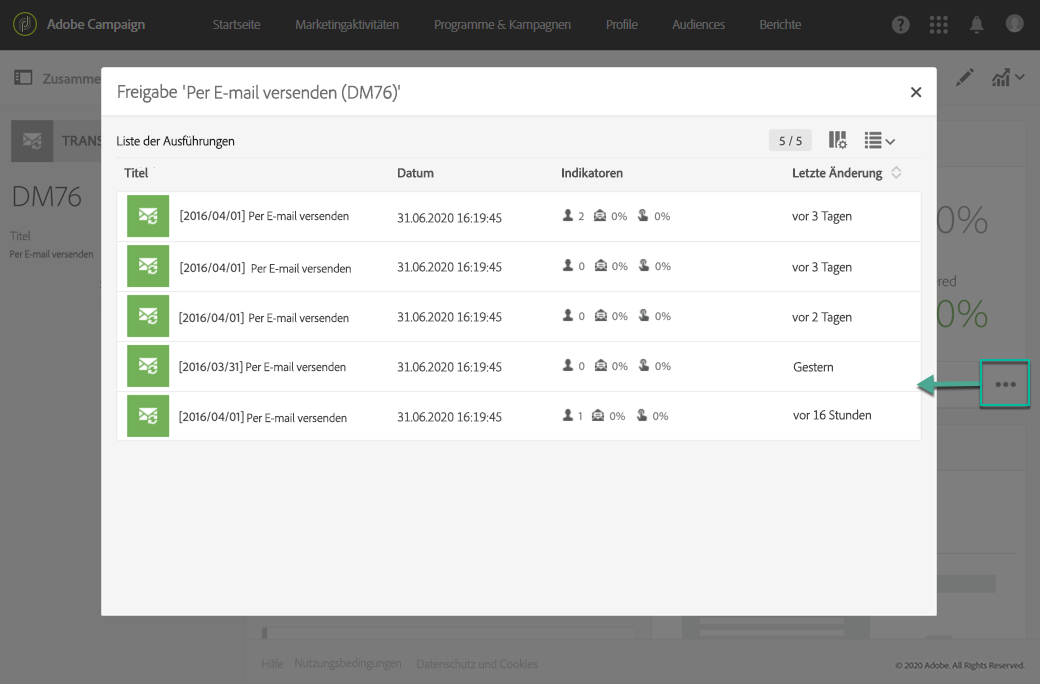 Adobe Campaign Startseite Marketingaktivitäten Programme & Kampagnen Profile Audiences Berichte
Zusamme
Freigabe 'Per E-mail versenden (DM76)'
TRANS
DM76
Titel
Per E-mail versenden
Liste der Ausführungen 5 / 5
Titel Datum Indikatoren Letzte Änderung
[2016/04/01] Per E-mail versenden 31.06.2020 16:19:45 2 0% 0% vor 3 Tagen
[2016/04/01] Per E-mail versenden 31.06.2020 16:19:45 0 0% 0% vor 3 Tagen
[2016/04/01] Per E-mail versenden 31.06.2020 16:19:45 0 0% 0% vor 2 Tagen
[2016/03/31] Per E-mail versenden 31.06.2020 16:19:45 0 0% 0% Gestern
[2016/04/01] Per E-mail versenden 31.06.2020 16:19:45 1 0% 0% vor 16 Stunden
0%
red
0%
Hilfe Nutzungsbedingungen Datenschutz und Cookies © 2020 Adobe. All Rights Reserved.